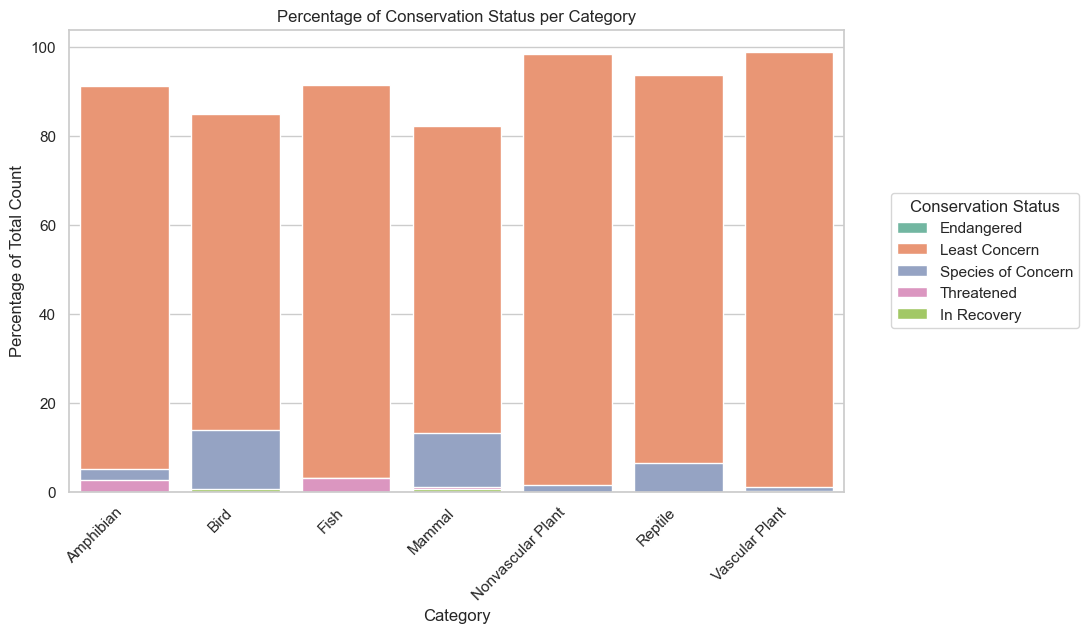 Percentage of Conservation Status per Category
Percentage of Total Count
100
80
60
40
20
0
Amphibian
Bird
Fish
Mammal
Nonvascular Plant
Reptile
Vascular Plant
Category
Conservation Status
Endangered
Least Concern
Species of Concern
Threatened
In Recovery